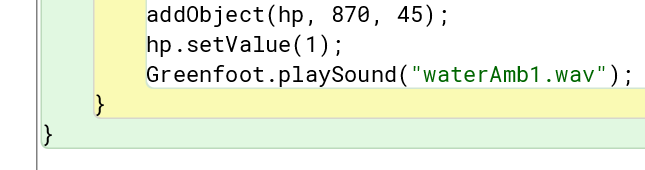 addObject(hp, 870, 45);
hp.setValue(1);
Greenfoot.playSound("waterAmb1.wav");
}
}